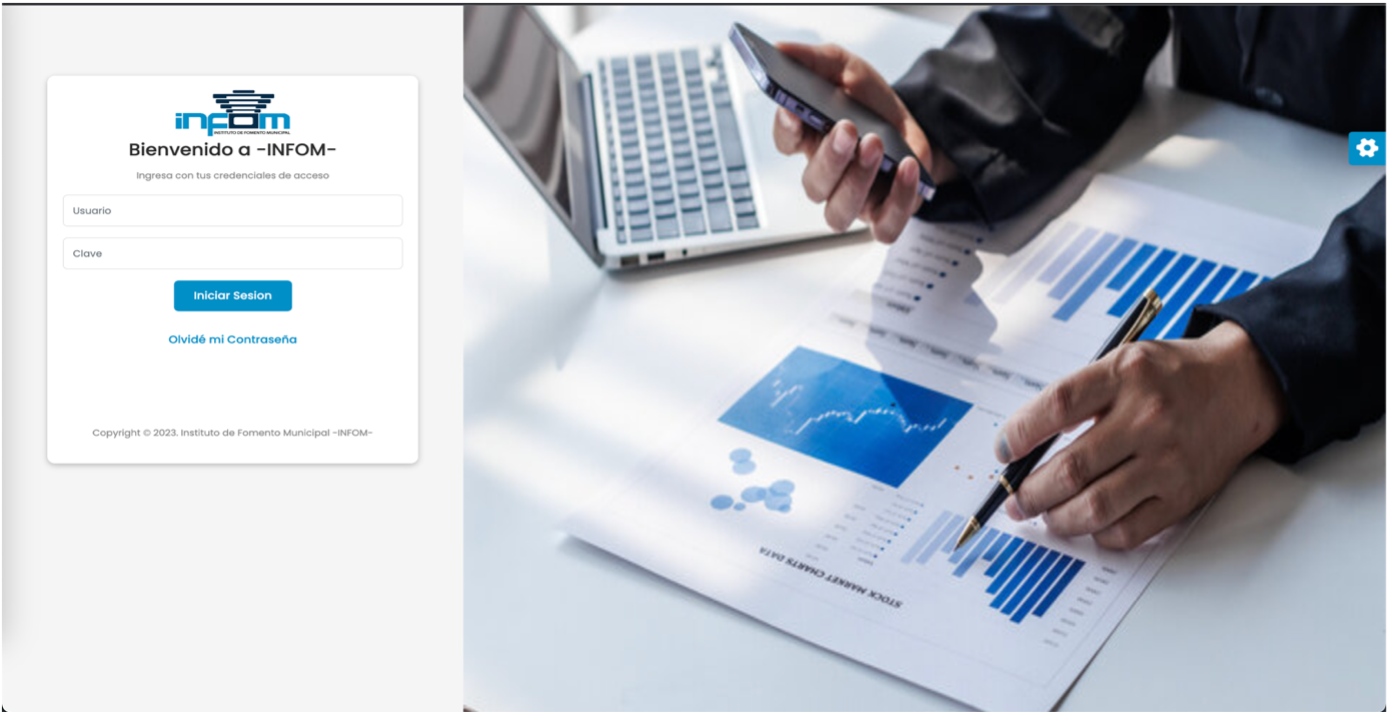 infom
INSTITUTO DE FOMENTO MUNICIPAL
Bienvenido a -INFOM-
Ingresa con tus credenciales de acceso
Usuario
Clave
Iniciar Sesion
Olvidé mi Contraseña
Copyright © 2023. Instituto de Fomento Municipal -INFOM-
STOCK MARKET CHARTS DATA